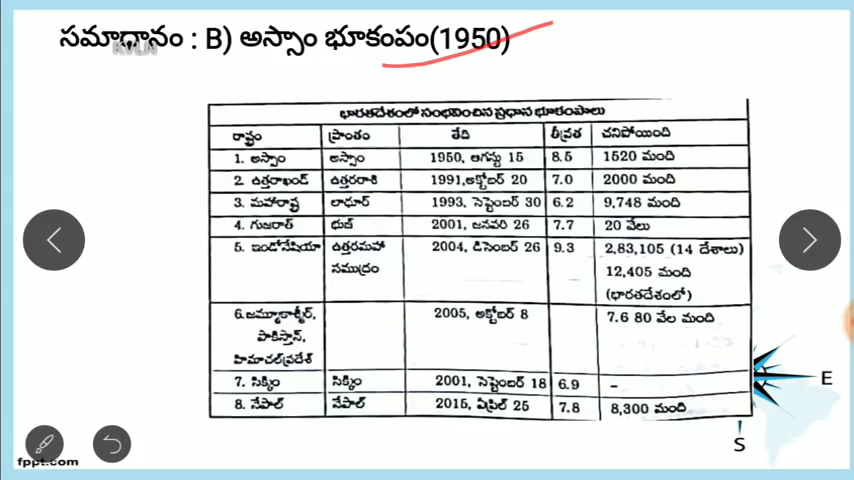 సమాధానం : B) అస్సాం భూకంపం(1950)
KVLN
భారతదేశంలో సంభవించిన ప్రధాన భూకంపాలు
రాష్ట్రం ప్రాంతం తేది తీవ్రత చనిపోయింది
1. అస్సాం అస్సాం 1950, ఆగస్టు 15 8.5 1520 మంది
2. ఉత్తరాఖండ్ ఉత్తరకాశి 1991,అక్టోబర్ 20 7.0 2000 మంది
3. మహారాష్ట్ర లాథూర్ 1993, సెప్టెంబర్ 30 6.2 9,748 మంది
4. గుజరాత్ భుజ్ 2001, జనవరి 26 7.7 20 వేలు
5. ఇండోనేషియా ఉత్తరమహా 2004, డిసెంబర్ 26 9.3 2,83,105 (14 దేశాలు)
సముద్రం 12,405 మంది
(భారతదేశంలో)
6.జమ్మూకాశ్మీర్, 2005, అక్టోబర్ 8 7.6 80 వేల మంది
పాకిస్తాన్,
హిమాచల్‌ప్రదేశ్
7. సిక్కిం సిక్కిం 2001, సెప్టెంబర్ 18 6.9 –
8. నేపాల్ నేపాల్ 2015, ఏప్రిల్ 25 7.8 8,300 మంది
E
S
fppt.com